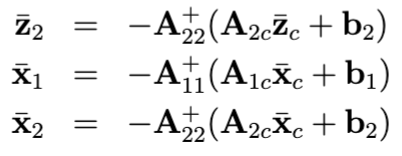 z̄₂ = −A₂₂⁺(A₂c z̄c + b₂)
x̄₁ = −A₁₁⁺(A₁c x̄c + b₁)
x̄₂ = −A₂₂⁺(A₂c x̄c + b₂)